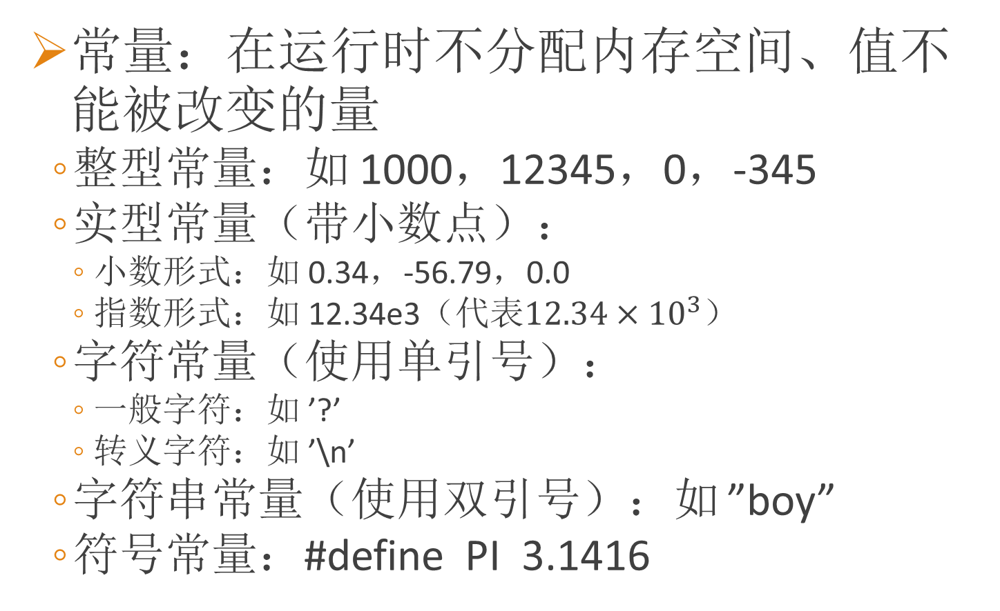 ➢常量：在运行时不分配内存空间、值不
能被改变的量
◦整型常量：如 1000，12345，0，-345
◦实型常量（带小数点）：
◦小数形式：如 0.34，-56.79，0.0
◦指数形式：如 12.34e3（代表12.34 × 10³）
◦字符常量（使用单引号）：
◦一般字符：如 ’?’
◦转义字符：如 ’\n’
◦字符串常量（使用双引号）：如 ”boy”
◦符号常量：#define PI 3.1416